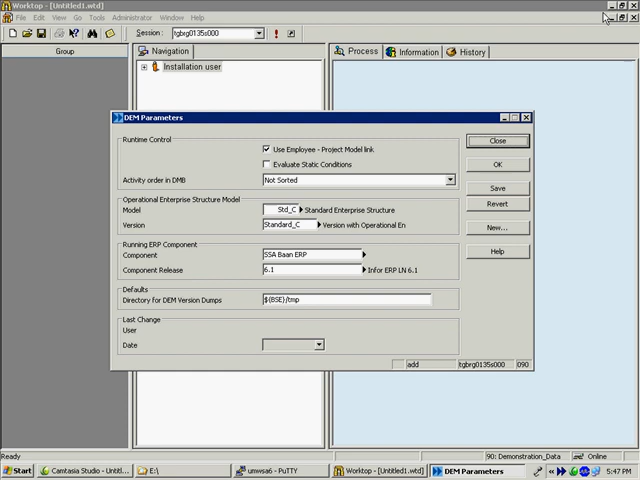 Worktop - [Untitled1.wtd]
File Edit View Go Tools Administrator Window Help
Session: tgbrg0135s000
Group
Navigation
Process Information History
Installation user
DEM Parameters
Runtime Control
Use Employee - Project Model link
Evaluate Static Conditions
Activity order in DMB Not Sorted
Operational Enterprise Structure Model
Model Std_C Standard Enterprise Structure
Version Standard_C Version with Operational En
Running ERP Component
Component SSA Baan ERP
Component Release 6.1 Infor ERP LN 6.1
Defaults
Directory for DEM Version Dumps ${BSE}/tmp
Last Change
User
Date
Close
OK
Save
Revert
New...
Help
add tgbrg0135s000 090
Ready 90: Demonstration_Data Online
Start Camtasia Studio - Untitl... E:\ umwsa6 - PuTTY Worktop - [Untitled1.wtd] DEM Parameters 5:47 PM